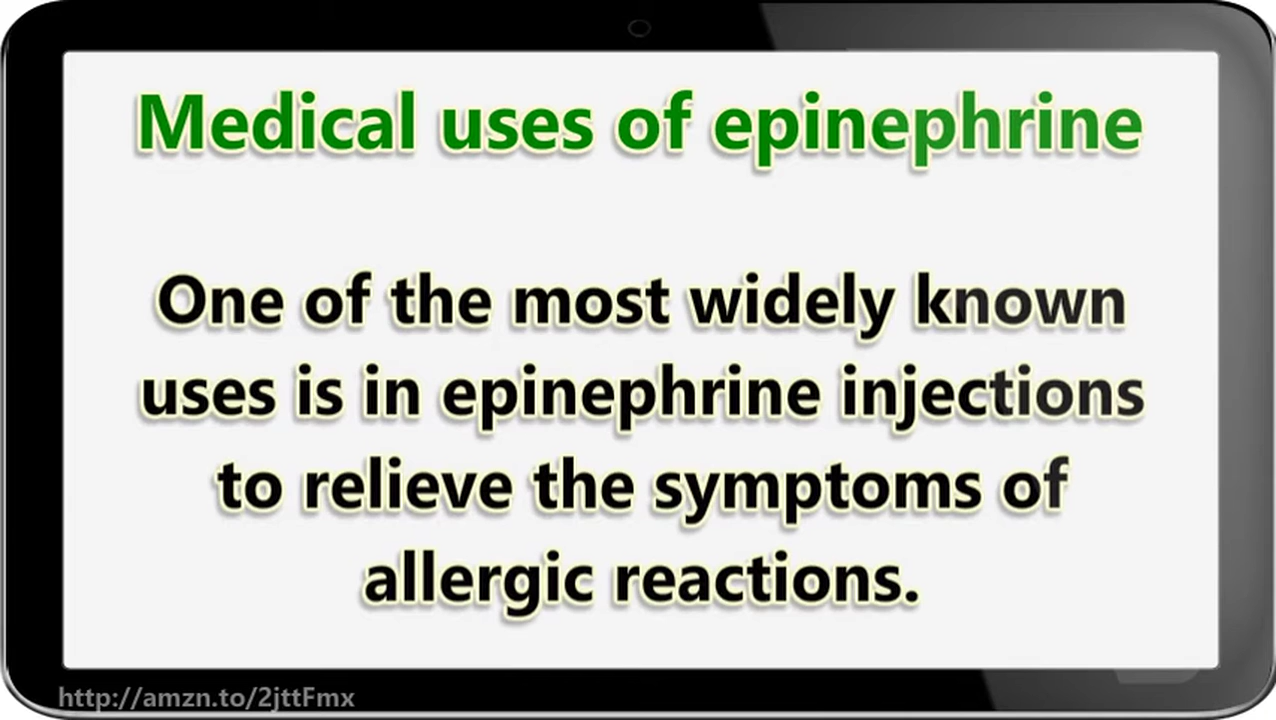 Medical uses of epinephrine
One of the most widely known
uses is in epinephrine injections
to relieve the symptoms of
allergic reactions.
http://amzn.to/2jttFmx